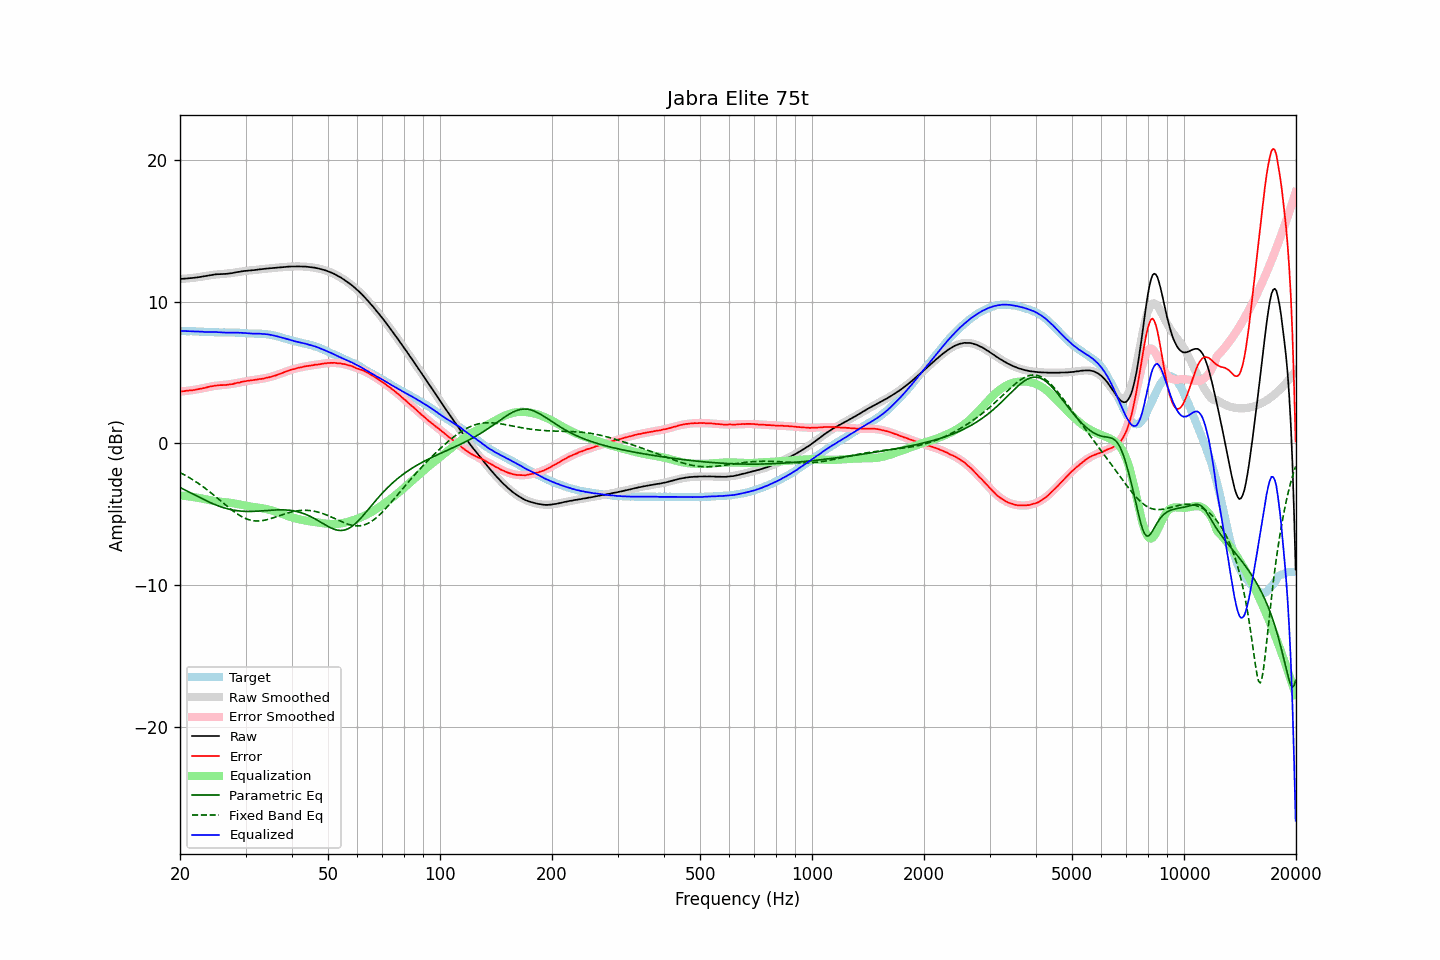 Jabra Elite 75t
Amplitude (dBr)
20
10
0
−10
−20
Target
Raw Smoothed
Error Smoothed
Raw
Error
Equalization
Parametric Eq
Fixed Band Eq
Equalized
20 50 100 200 500 1000 2000 5000 10000 20000
Frequency (Hz)